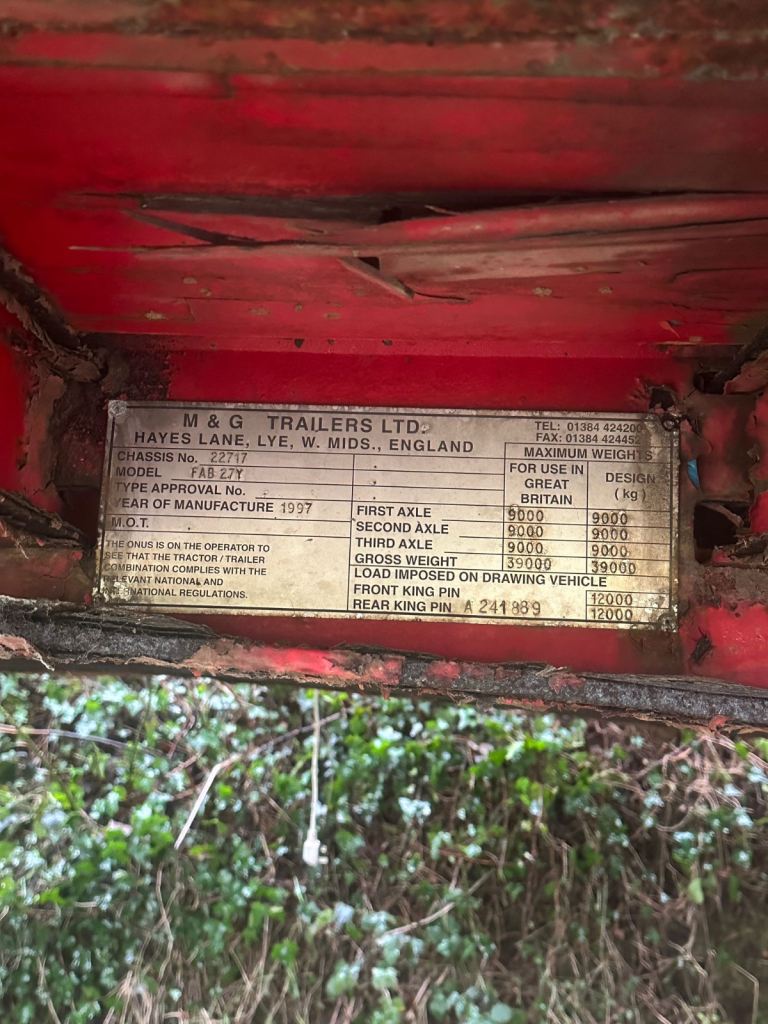 M & G TRAILERS LTD.
HAYES LANE, LYE, W. MIDS., ENGLAND
TEL: 01384 424200
FAX: 01384 424452
CHASSIS No. 22717
MODEL FAB 27Y
TYPE APPROVAL No.
YEAR OF MANUFACTURE 1997
M.O.T.
THE ONUS IS ON THE OPERATOR TO
SEE THAT THE TRACTOR / TRAILER
COMBINATION COMPLIES WITH THE
RELEVANT NATIONAL AND
INTERNATIONAL REGULATIONS.
MAXIMUM WEIGHTS
FOR USE IN
GREAT
BRITAIN
DESIGN
(kg)
FIRST AXLE 9000 9000
SECOND AXLE 9000 9000
THIRD AXLE 9000 9000
GROSS WEIGHT 39000 39000
LOAD IMPOSED ON DRAWING VEHICLE
FRONT KING PIN 12000
REAR KING PIN A 241889 12000